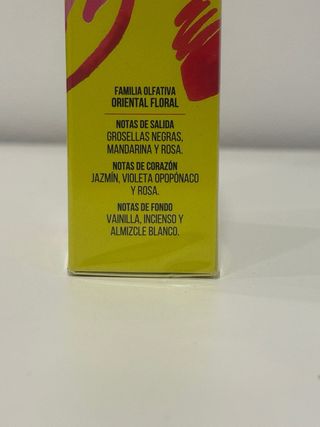 FAMILIA OLFATIVA
ORIENTAL FLORAL
NOTAS DE SALIDA
GROSELLAS NEGRAS,
MANDARINA Y ROSA.
NOTAS DE CORAZÓN
JAZMÍN, VIOLETA OPOPÓNACO
Y ROSA.
NOTAS DE FONDO
VAINILLA, INCIENSO Y
ALMIZCLE BLANCO.